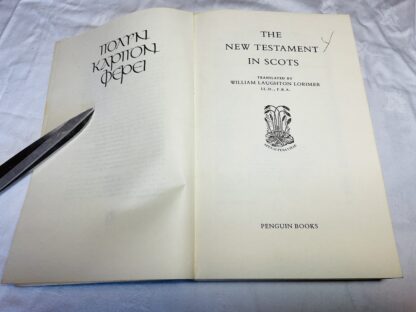 ΠΟΛΥΝ
ΚΑΡΠΟΝ
ΦΕΡΕΙ
THE
NEW TESTAMENT
IN SCOTS
TRANSLATED BY
WILLIAM LAUGHTON LORIMER
LL.D., F.B.A.
PENGUIN BOOKS